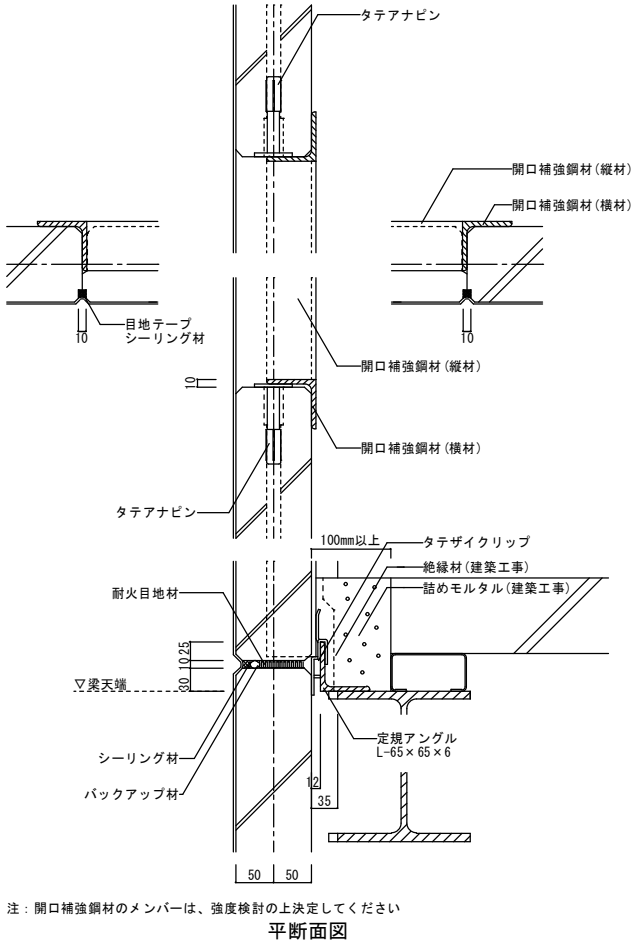 タテアナピン
開口補強鋼材(縦材)
開口補強鋼材(横材)
目地テープ
シーリング材
10
10
開口補強鋼材(縦材)
10
開口補強鋼材(横材)
タテアナピン
100mm以上
タテザイクリップ
絶縁材(建築工事)
詰めモルタル(建築工事)
耐火目地材
25
10
30
▽梁天端
シーリング材
バックアップ材
定規アングル
L-65×65×6
12
35
50
50
注：開口補強鋼材のメンバーは、強度検討の上決定してください
平断面図